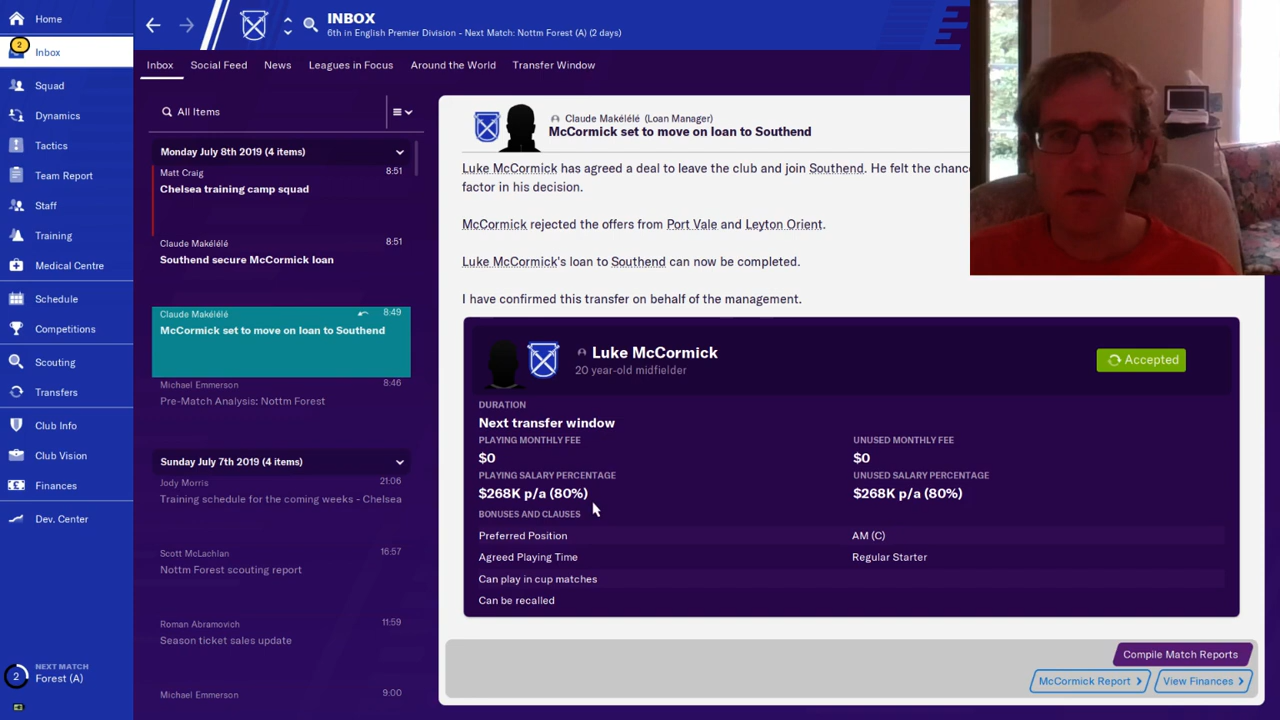 Home
2
Inbox
Squad
Dynamics
Tactics
Team Report
Staff
Training
Medical Centre
Schedule
Competitions
Scouting
Transfers
Club Info
Club Vision
Finances
Dev. Center
2
NEXT MATCH
Forest (A)
INBOX
6th in English Premier Division - Next Match: Nottm Forest (A) (2 days)
Inbox Social Feed News Leagues in Focus Around the World Transfer Window
All Items
Monday July 8th 2019 (4 items)
Matt Craig 8:51
Chelsea training camp squad
Claude Makélélé 8:51
Southend secure McCormick loan
Claude Makélélé 8:49
McCormick set to move on loan to Southend
Michael Emmerson 8:46
Pre-Match Analysis: Nottm Forest
Sunday July 7th 2019 (4 items)
Jody Morris 21:06
Training schedule for the coming weeks - Chelsea
Scott McLachlan 16:57
Nottm Forest scouting report
Roman Abramovich 11:59
Season ticket sales update
Michael Emmerson 9:00
Claude Makélélé (Loan Manager)
McCormick set to move on loan to Southend
Luke McCormick has agreed a deal to leave the club and join Southend. He felt the chanc
factor in his decision.
McCormick rejected the offers from Port Vale and Leyton Orient.
Luke McCormick's loan to Southend can now be completed.
I have confirmed this transfer on behalf of the management.
Luke McCormick
20 year-old midfielder
Accepted
DURATION
Next transfer window
PLAYING MONTHLY FEE UNUSED MONTHLY FEE
$0 $0
PLAYING SALARY PERCENTAGE UNUSED SALARY PERCENTAGE
$268K p/a (80%) $268K p/a (80%)
BONUSES AND CLAUSES
Preferred Position AM (C)
Agreed Playing Time Regular Starter
Can play in cup matches
Can be recalled
Compile Match Reports
McCormick Report View Finances